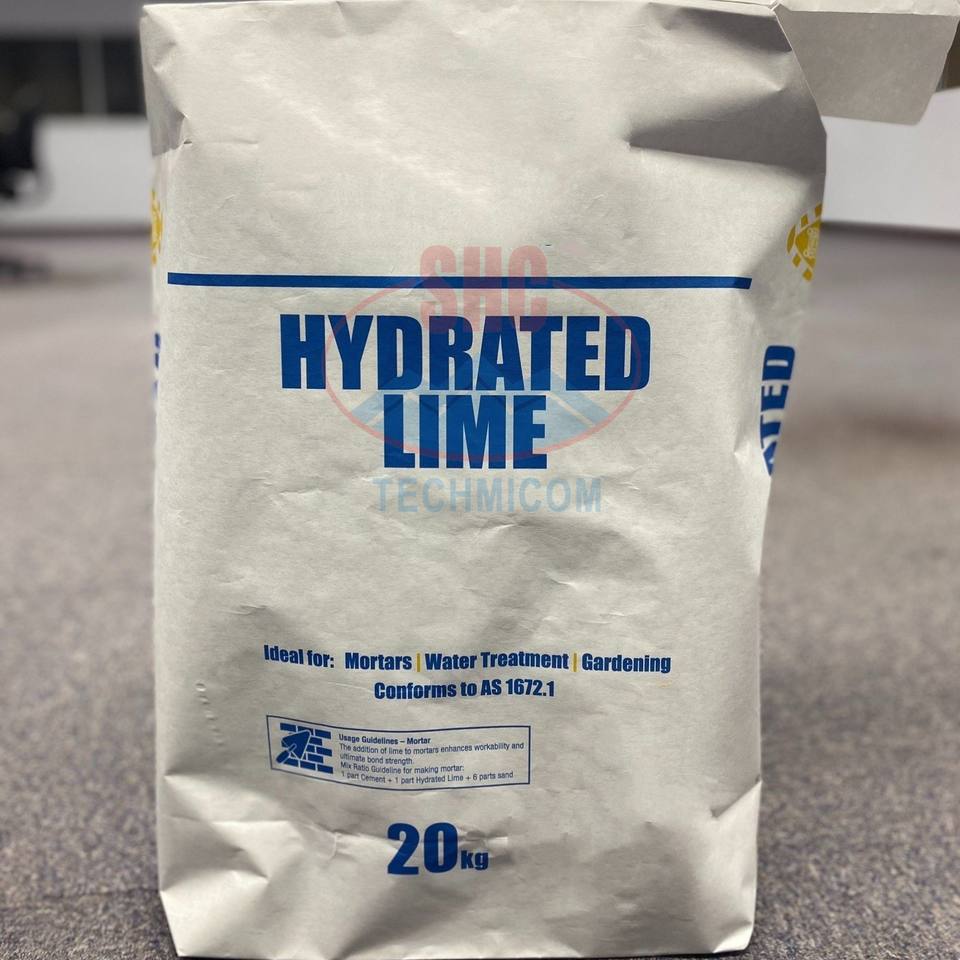 SHC
HYDRATED
LIME
TECHMICOM
ATED
Ideal for: Mortars | Water Treatment | Gardening
Conforms to AS 1672.1
Usage Guidelines – Mortar
The addition of lime to mortars enhances workability and
ultimate bond strength.
Mix Ratio Guideline for making mortar:
1 part Cement + 1 part Hydrated Lime + 6 parts sand
20kg